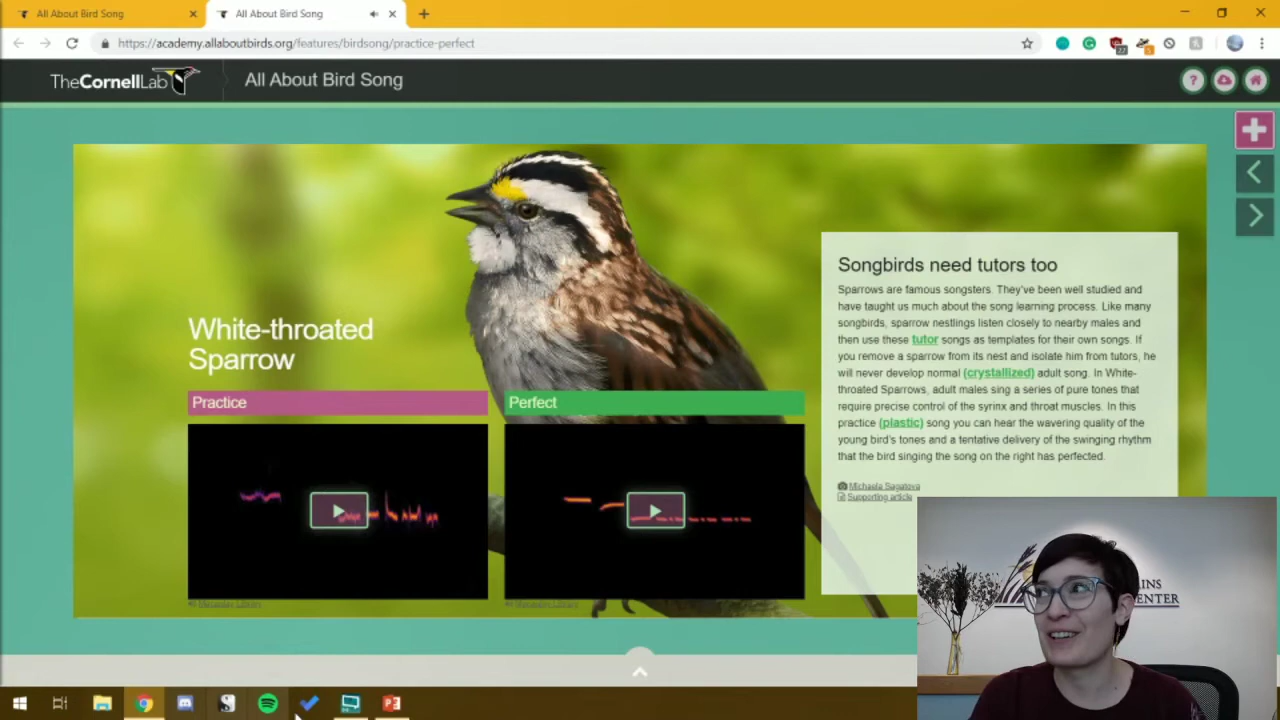 All About Bird Song
All About Bird Song
https://academy.allaboutbirds.org/features/birdsong/practice-perfect
TheCornellLab
All About Bird Song
?
White-throated
Sparrow
Practice
Perfect
Macaulay Library
Macaulay Library
Songbirds need tutors too
Sparrows are famous songsters. They've been well studied and
have taught us much about the song learning process. Like many
songbirds, sparrow nestlings listen closely to nearby males and
then use these tutor songs as templates for their own songs. If
you remove a sparrow from its nest and isolate him from tutors, he
will never develop normal (crystallized) adult song. In White-
throated Sparrows, adult males sing a series of pure tones that
require precise control of the syrinx and throat muscles. In this
practice (plastic) song you can hear the wavering quality of the
young bird's tones and a tentative delivery of the swinging rhythm
that the bird singing the song on the right has perfected.
Michaela Sagatova
Supporting article